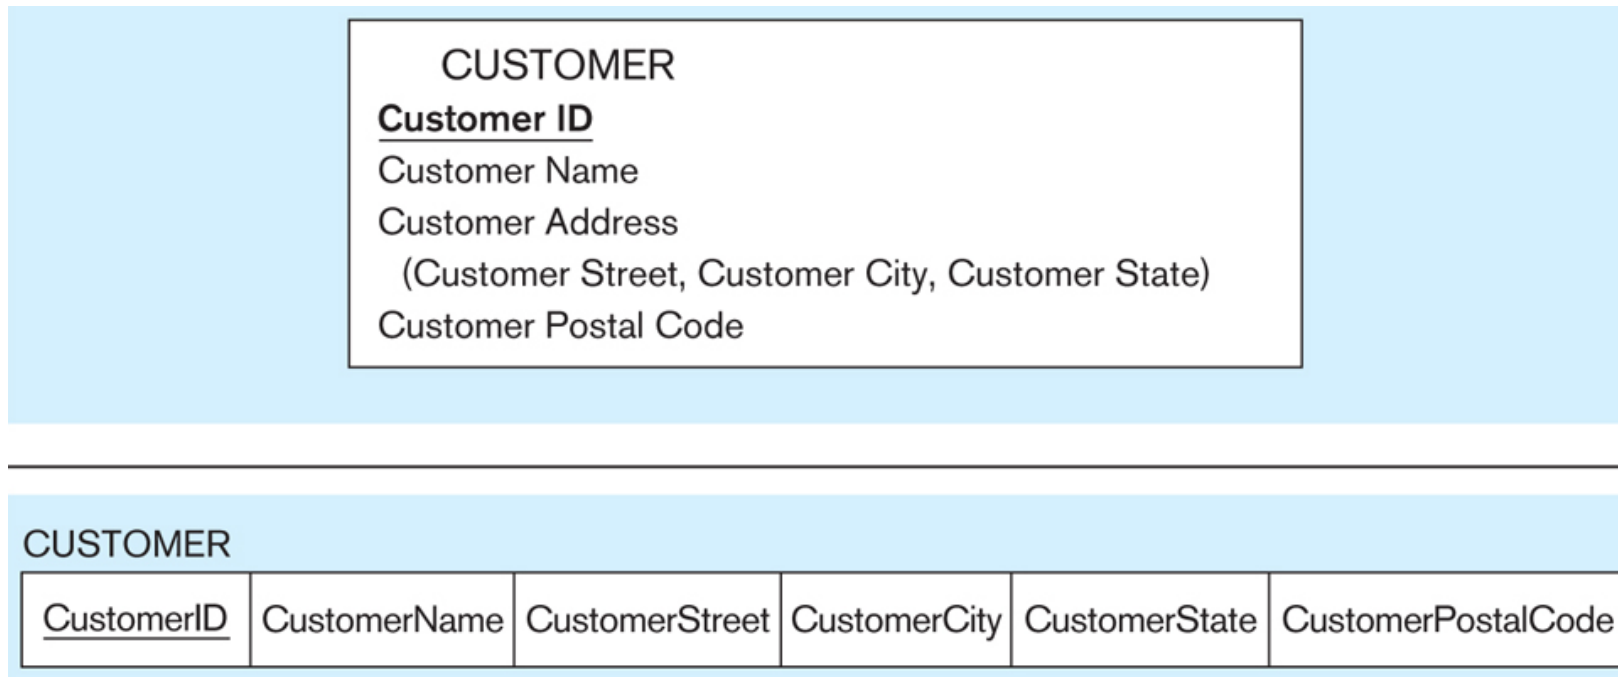 CUSTOMER
Customer ID
Customer Name
Customer Address
(Customer Street, Customer City, Customer State)
Customer Postal Code
CUSTOMER
CustomerID CustomerName CustomerStreet CustomerCity CustomerState CustomerPostalCode